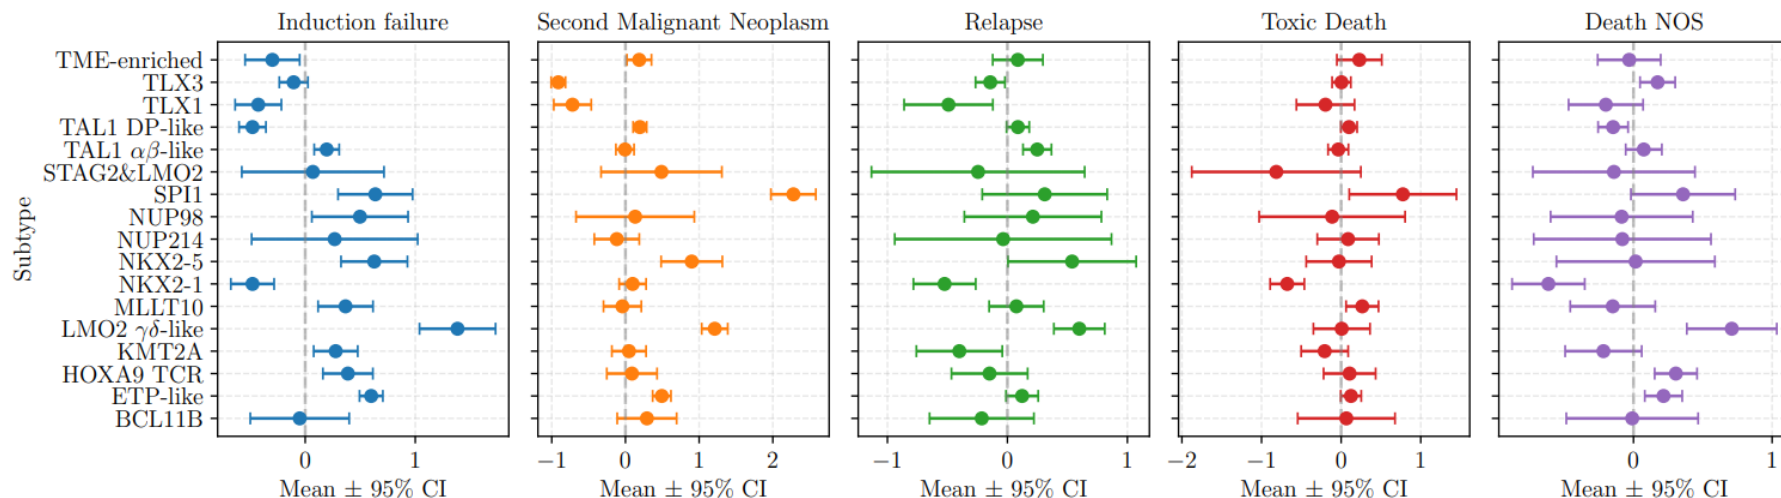 Induction failure
Second Malignant Neoplasm
Relapse
Toxic Death
Death NOS
Subtype
TME-enriched
TLX3
TLX1
TAL1 DP-like
TAL1 αβ-like
STAG2&LMO2
SPI1
NUP98
NUP214
NKX2-5
NKX2-1
MLLT10
LMO2 γδ-like
KMT2A
HOXA9 TCR
ETP-like
BCL11B
0
−1 0 1 2
−1 0 1
−2 −1 0 1
0 1
Mean ± 95% CI
Mean ± 95% CI
Mean ± 95% CI
Mean ± 95% CI
Mean ± 95% CI